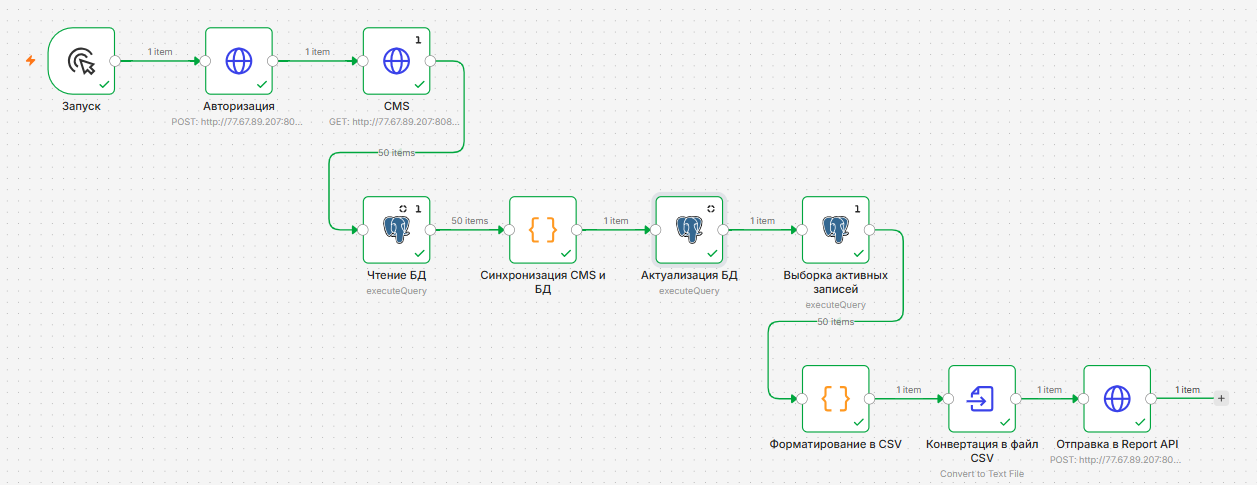 1 item
1 item
1
Запуск
Авторизация
CMS
POST: http://77.67.89.207:80...
GET: http://77.67.89.207:808...
50 items
1
50 items
1 item
1 item
1
Чтение БД
executeQuery
Синхронизация CMS и
БД
Актуализация БД
executeQuery
Выборка активных
записей
executeQuery
50 items
1 item
1 item
1 item
Форматирование в CSV
Конвертация в файл
CSV
Convert to Text File
Отправка в Report API
POST: http://77.67.89.207:80...